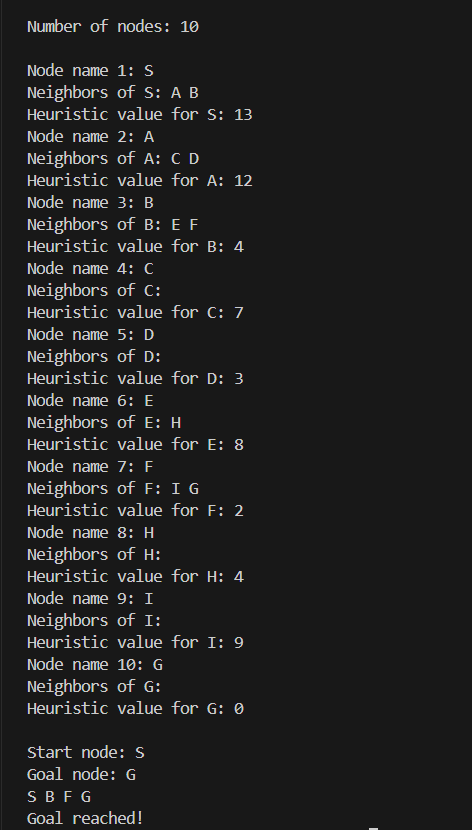 Number of nodes: 10
Node name 1: S
Neighbors of S: A B
Heuristic value for S: 13
Node name 2: A
Neighbors of A: C D
Heuristic value for A: 12
Node name 3: B
Neighbors of B: E F
Heuristic value for B: 4
Node name 4: C
Neighbors of C:
Heuristic value for C: 7
Node name 5: D
Neighbors of D:
Heuristic value for D: 3
Node name 6: E
Neighbors of E: H
Heuristic value for E: 8
Node name 7: F
Neighbors of F: I G
Heuristic value for F: 2
Node name 8: H
Neighbors of H:
Heuristic value for H: 4
Node name 9: I
Neighbors of I:
Heuristic value for I: 9
Node name 10: G
Neighbors of G:
Heuristic value for G: 0
Start node: S
Goal node: G
S B F G
Goal reached!